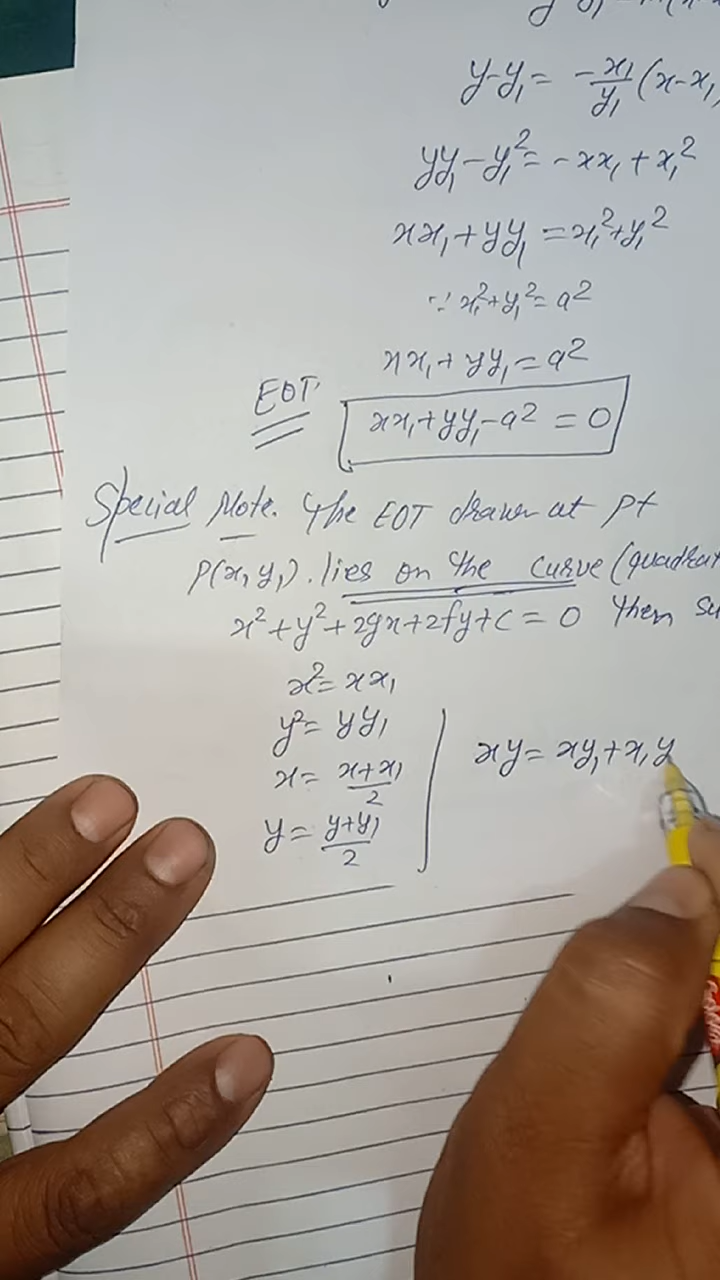 y-y₁ = -x₁/y₁ (x-x₁
yy₁-y₁² = -xx₁+x₁²
xx₁+yy₁ = x₁²+y₁²
∵ x₁²+y₁² = a²
xx₁+yy₁ = a²
EOT xx₁+yy₁-a² = 0
Special Note. The EOT drawn at pt
P(x₁ y₁). lies on the curve (quadrat
x²+y²+2gx+2fy+c = 0 Then su
x² = xx₁
y² = yy₁
x = x+x₁/2
y = y+y₁/2
xy = xy₁+x₁y